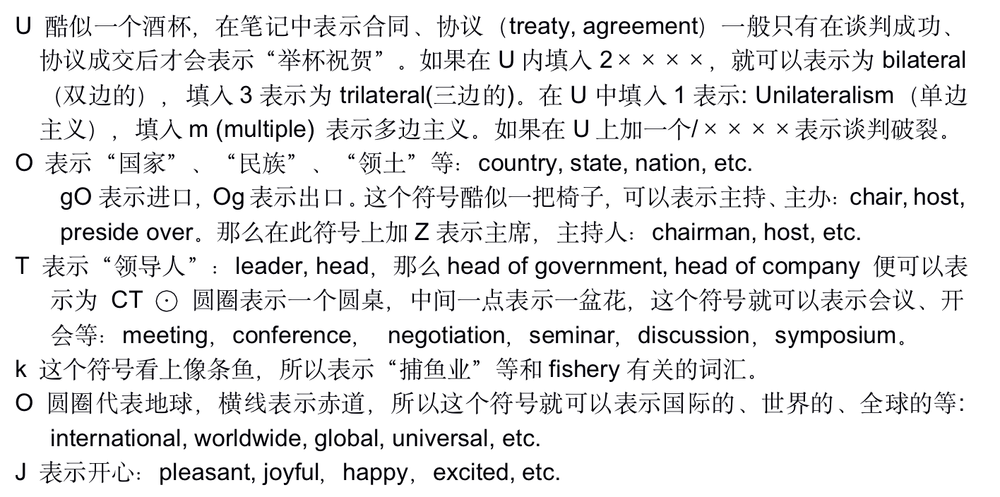 U 酷似一个酒杯，在笔记中表示合同、协议（treaty, agreement）一般只有在谈判成功、
协议成交后才会表示“举杯祝贺”。如果在 U 内填入 2××××，就可以表示为 bilateral
（双边的），填入 3 表示为 trilateral(三边的)。在 U 中填入 1 表示: Unilateralism（单边
主义），填入 m (multiple) 表示多边主义。如果在 U 上加一个/××××表示谈判破裂。
O 表示“国家”、“民族”、“领土”等：country, state, nation, etc.
gO 表示进口，Og 表示出口。这个符号酷似一把椅子，可以表示主持、主办：chair, host,
preside over。那么在此符号上加 Z 表示主席，主持人：chairman, host, etc.
T 表示“领导人”：leader, head，那么 head of government, head of company 便可以表
示为 CT ⊙ 圆圈表示一个圆桌，中间一点表示一盆花，这个符号就可以表示会议、开
会等：meeting，conference， negotiation，seminar，discussion，symposium。
k 这个符号看上像条鱼，所以表示“捕鱼业”等和 fishery 有关的词汇。
O 圆圈代表地球，横线表示赤道，所以这个符号就可以表示国际的、世界的、全球的等:
international, worldwide, global, universal, etc.
J 表示开心：pleasant, joyful，happy，excited, etc.